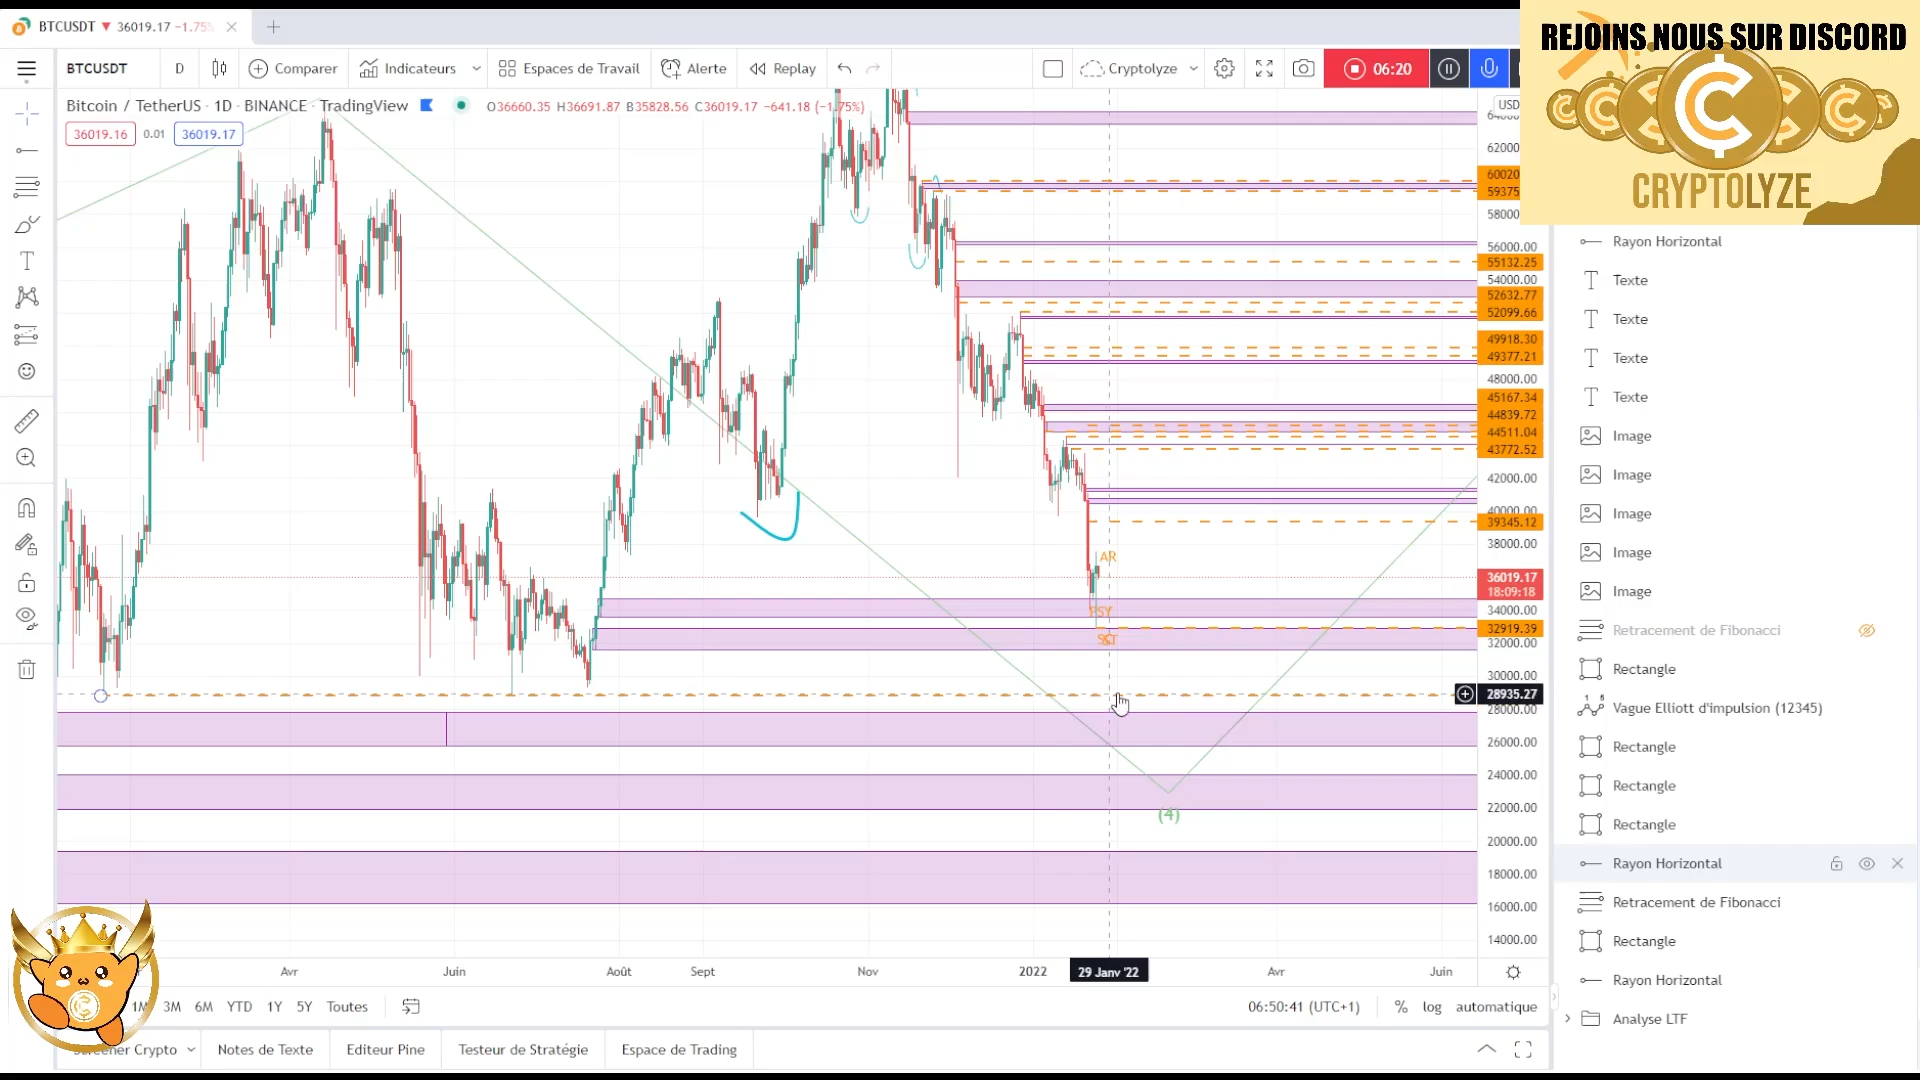 BTCUSDT ▼ 36019.17 −1.75%
REJOINS NOUS SUR DISCORD
CRYPTOLYZE
BTCUSDT D Comparer Indicateurs Espaces de Travail Alerte Replay Cryptolyze 06:20
Bitcoin / TetherUS · 1D · BINANCE · TradingView O36660.35 H36691.87 B35828.56 C36019.17 −641.18 (−1.75%)
USD
36019.16 0.01 36019.17
62000
60020
59375
58000
56000.00
55132.25
54000.00
52632.77
52099.66
49918.30
49377.21
48000.00
45167.34
44839.72
44511.04
43772.52
42000.00
40000.00
39345.12
38000.00
36019.17
18:09:18
34000.00
32919.39
32000.00
30000.00
28935.27
28000.00
26000.00
24000.00
22000.00
20000.00
18000.00
16000.00
14000.00
AR
PSY
(4)
Avr Juin Août Sept Nov 2022 29 Janv '22 Avr Juin
1M 3M 6M YTD 1Y 5Y Toutes
06:50:41 (UTC+1) % log automatique
Screener Crypto Notes de Texte Editeur Pine Testeur de Stratégie Espace de Trading
Rayon Horizontal
Texte
Texte
Texte
Texte
Image
Image
Image
Image
Image
Retracement de Fibonacci
Rectangle
Vague Elliott d'impulsion (12345)
Rectangle
Rectangle
Rectangle
Rayon Horizontal
Retracement de Fibonacci
Rectangle
Rayon Horizontal
Analyse LTF